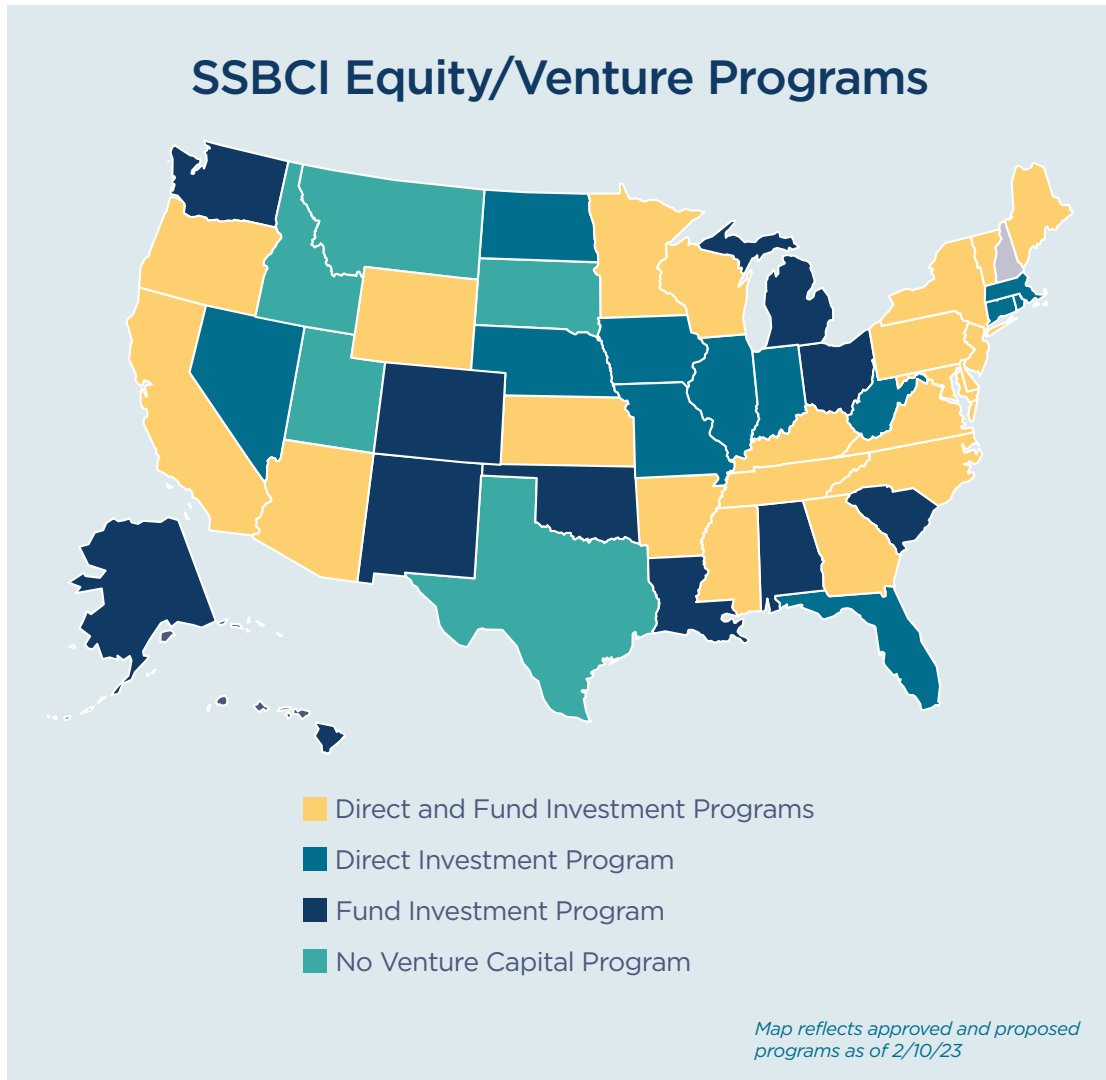 SSBCI Equity/Venture Programs
Direct and Fund Investment Programs
Direct Investment Program
Fund Investment Program
No Venture Capital Program
Map reflects approved and proposed
programs as of 2/10/23